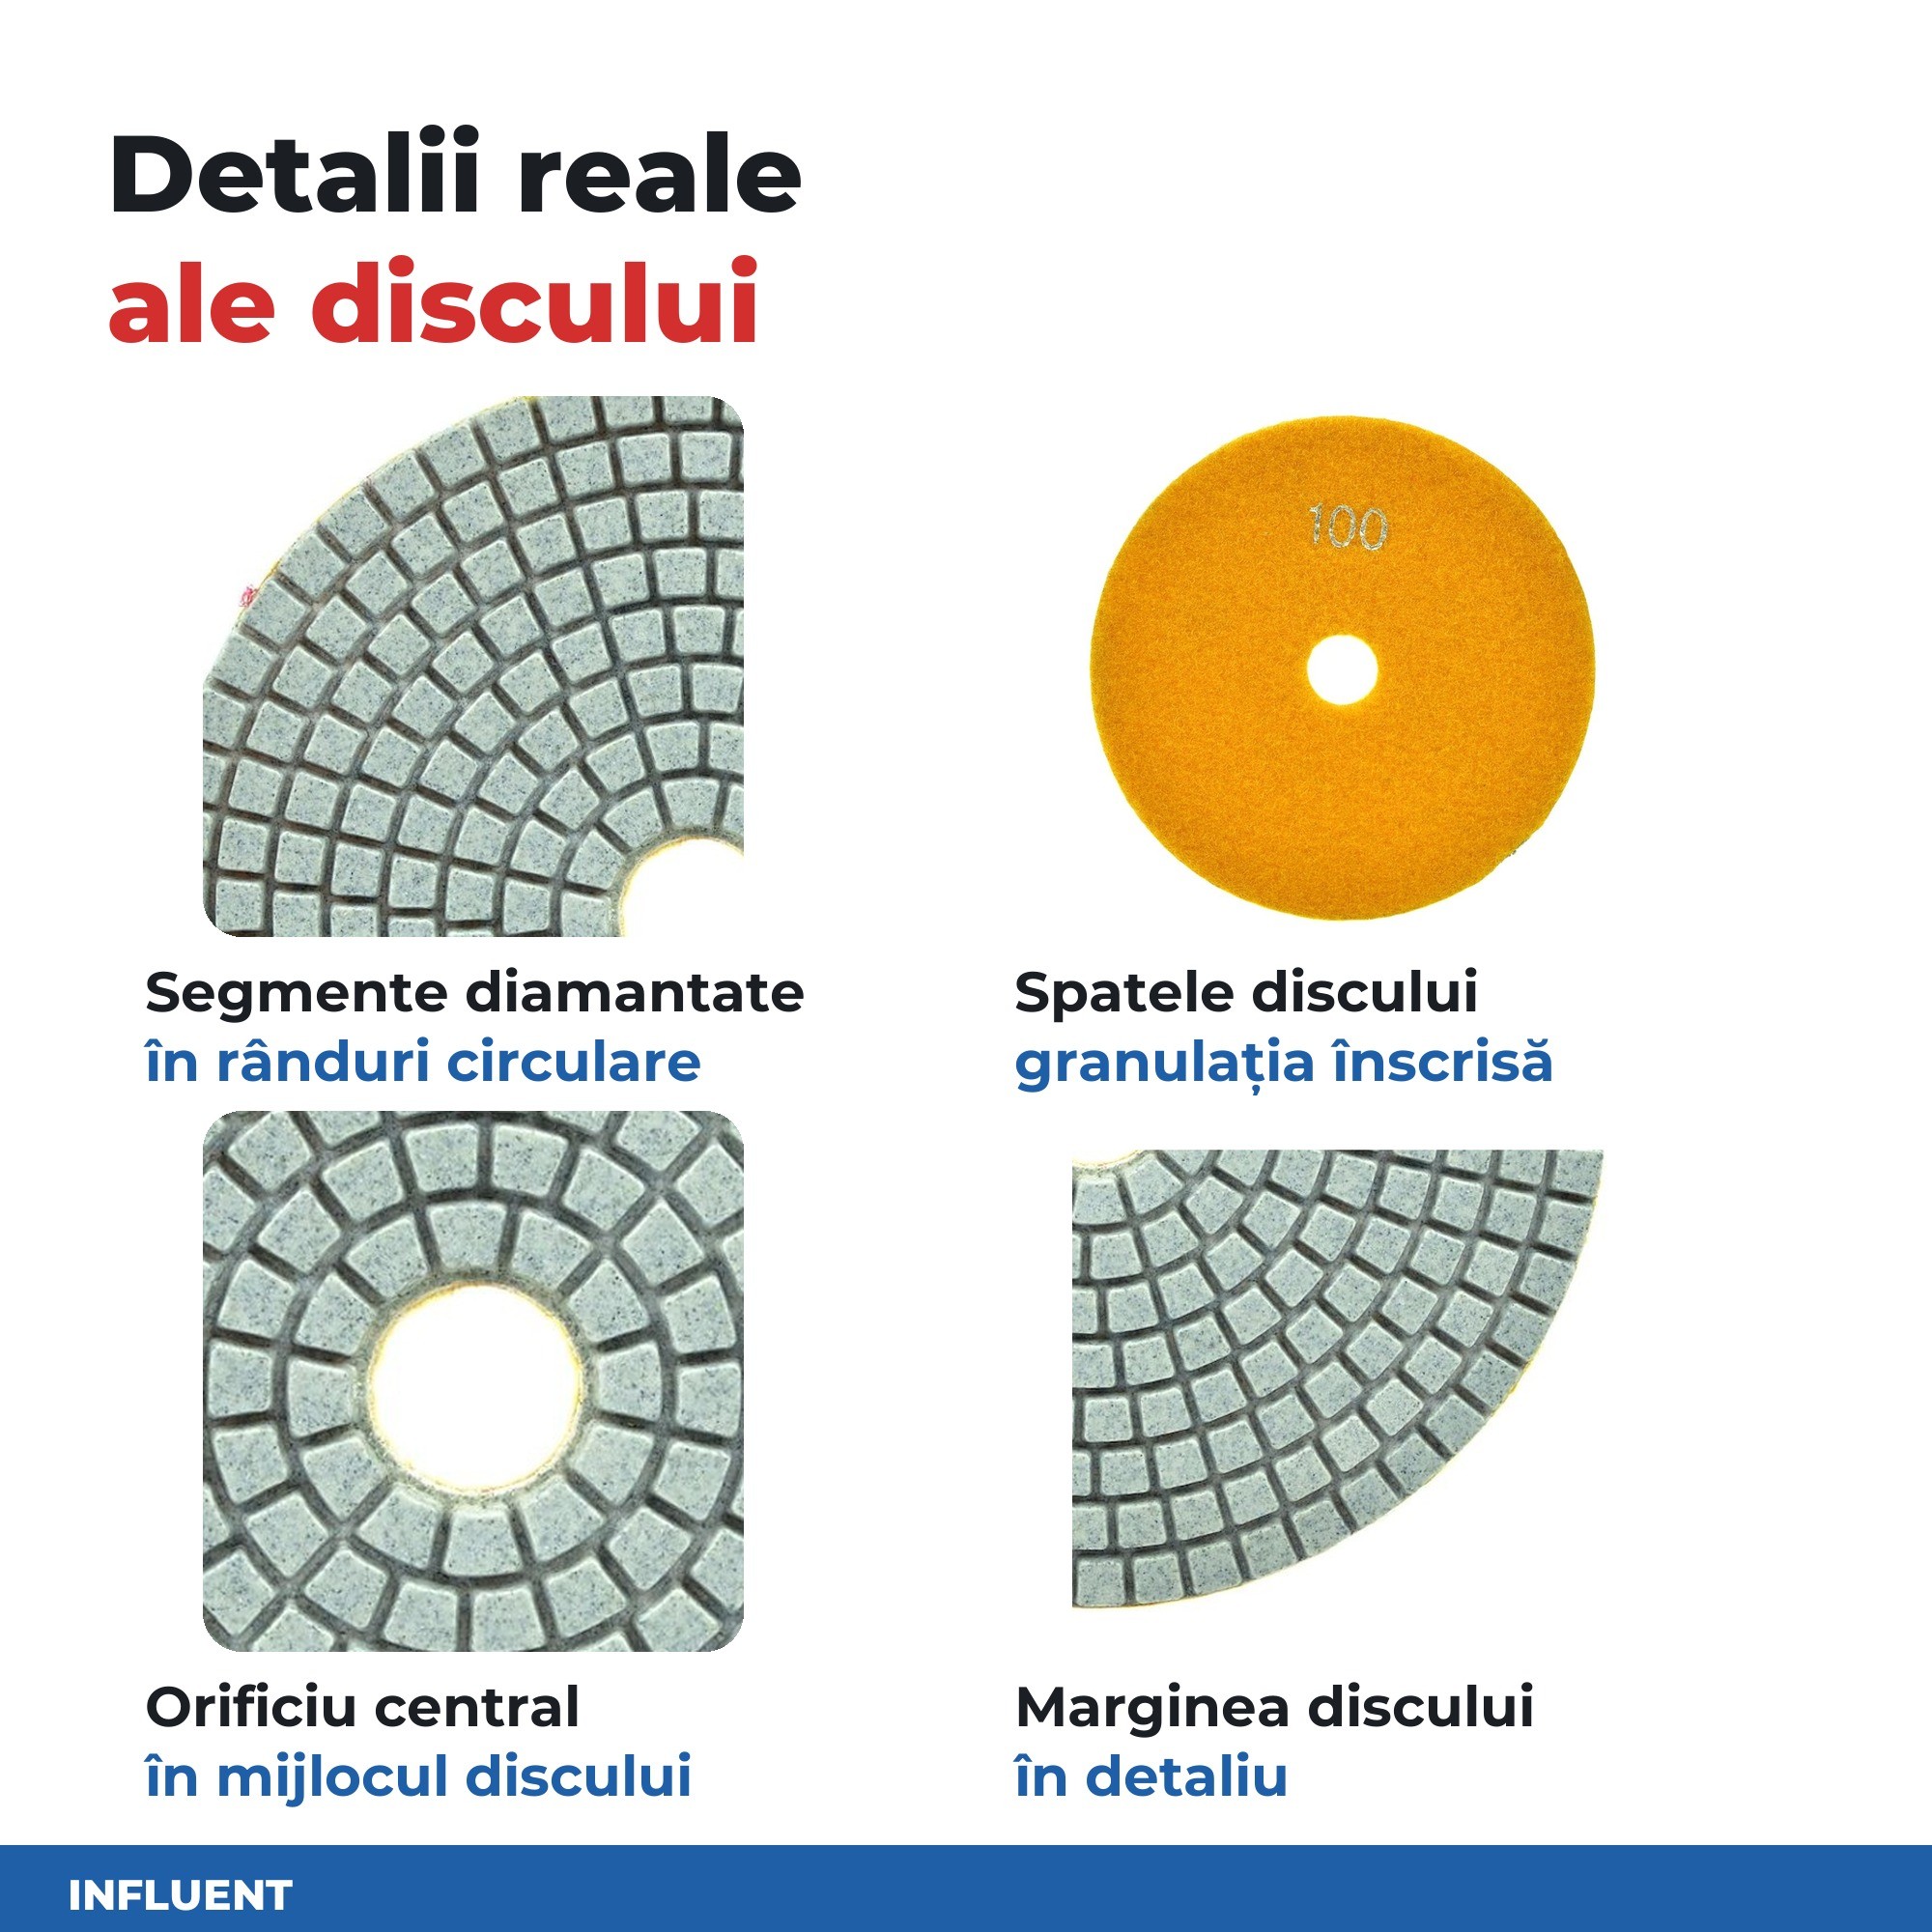 Detalii reale
ale discului
100
Segmente diamantate
în rânduri circulare
Spatele discului
granulația înscrisă
Orificiu central
în mijlocul discului
Marginea discului
în detaliu
INFLUENT